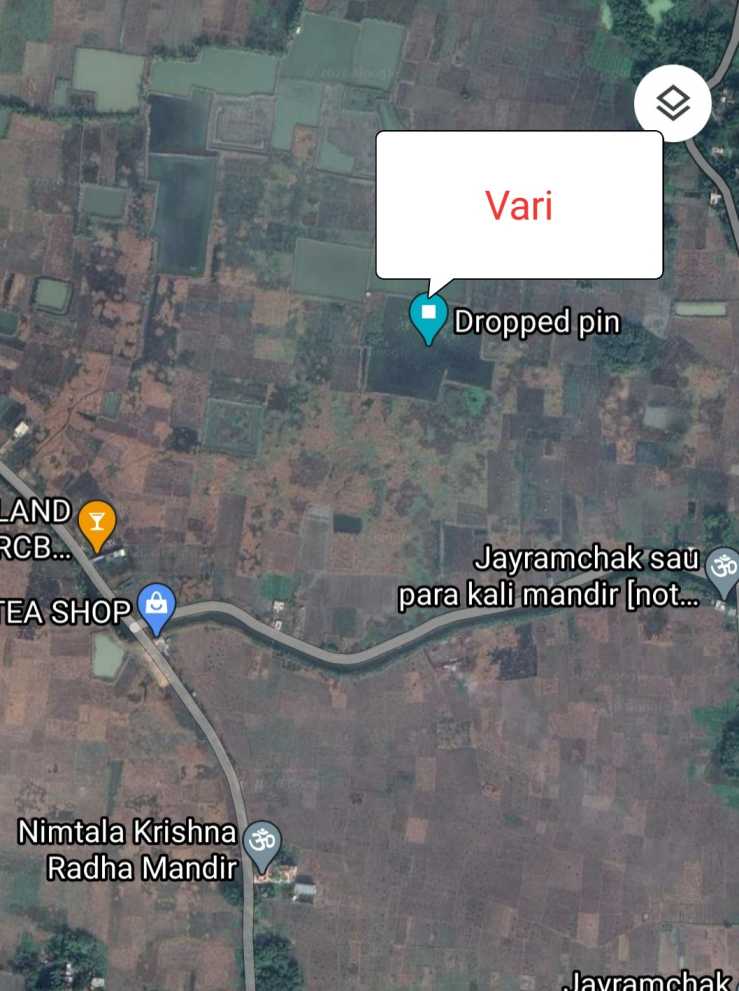 Vari
Dropped pin
LAND
RCB...
TEA SHOP
Jayramchak sau
para kali mandir [not...
Nimtala Krishna
Radha Mandir
Jayramchak